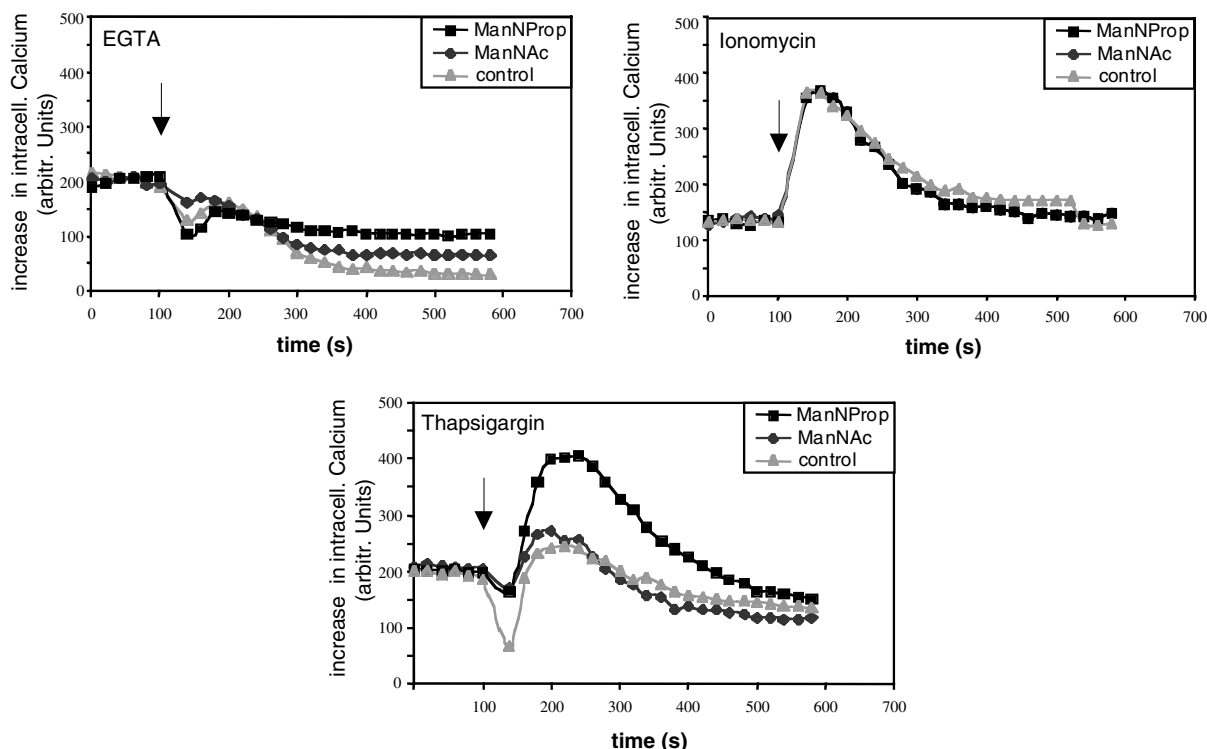 EGTA
ManNProp
ManNAc
control
increase in intracell. Calcium
(arbitr. Units)
500
400
300
200
100
0
0 100 200 300 400 500 600 700
time (s)
Ionomycin
ManNProp
ManNAc
control
increase in intracell. Calcium
(arbitr. Units)
500
400
300
200
100
0
0 100 200 300 400 500 600 700
time (s)
Thapsigargin
ManNProp
ManNAc
control
increase in intracell. Calcium
(arbitr. Units)
500
400
300
200
100
0
100 200 300 400 500 600 700
time (s)